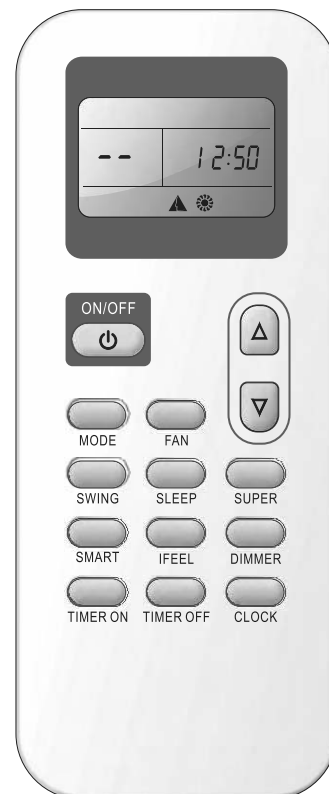 -- 12:50
ON/OFF
MODE FAN
SWING SLEEP SUPER
SMART IFEEL DIMMER
TIMER ON TIMER OFF CLOCK